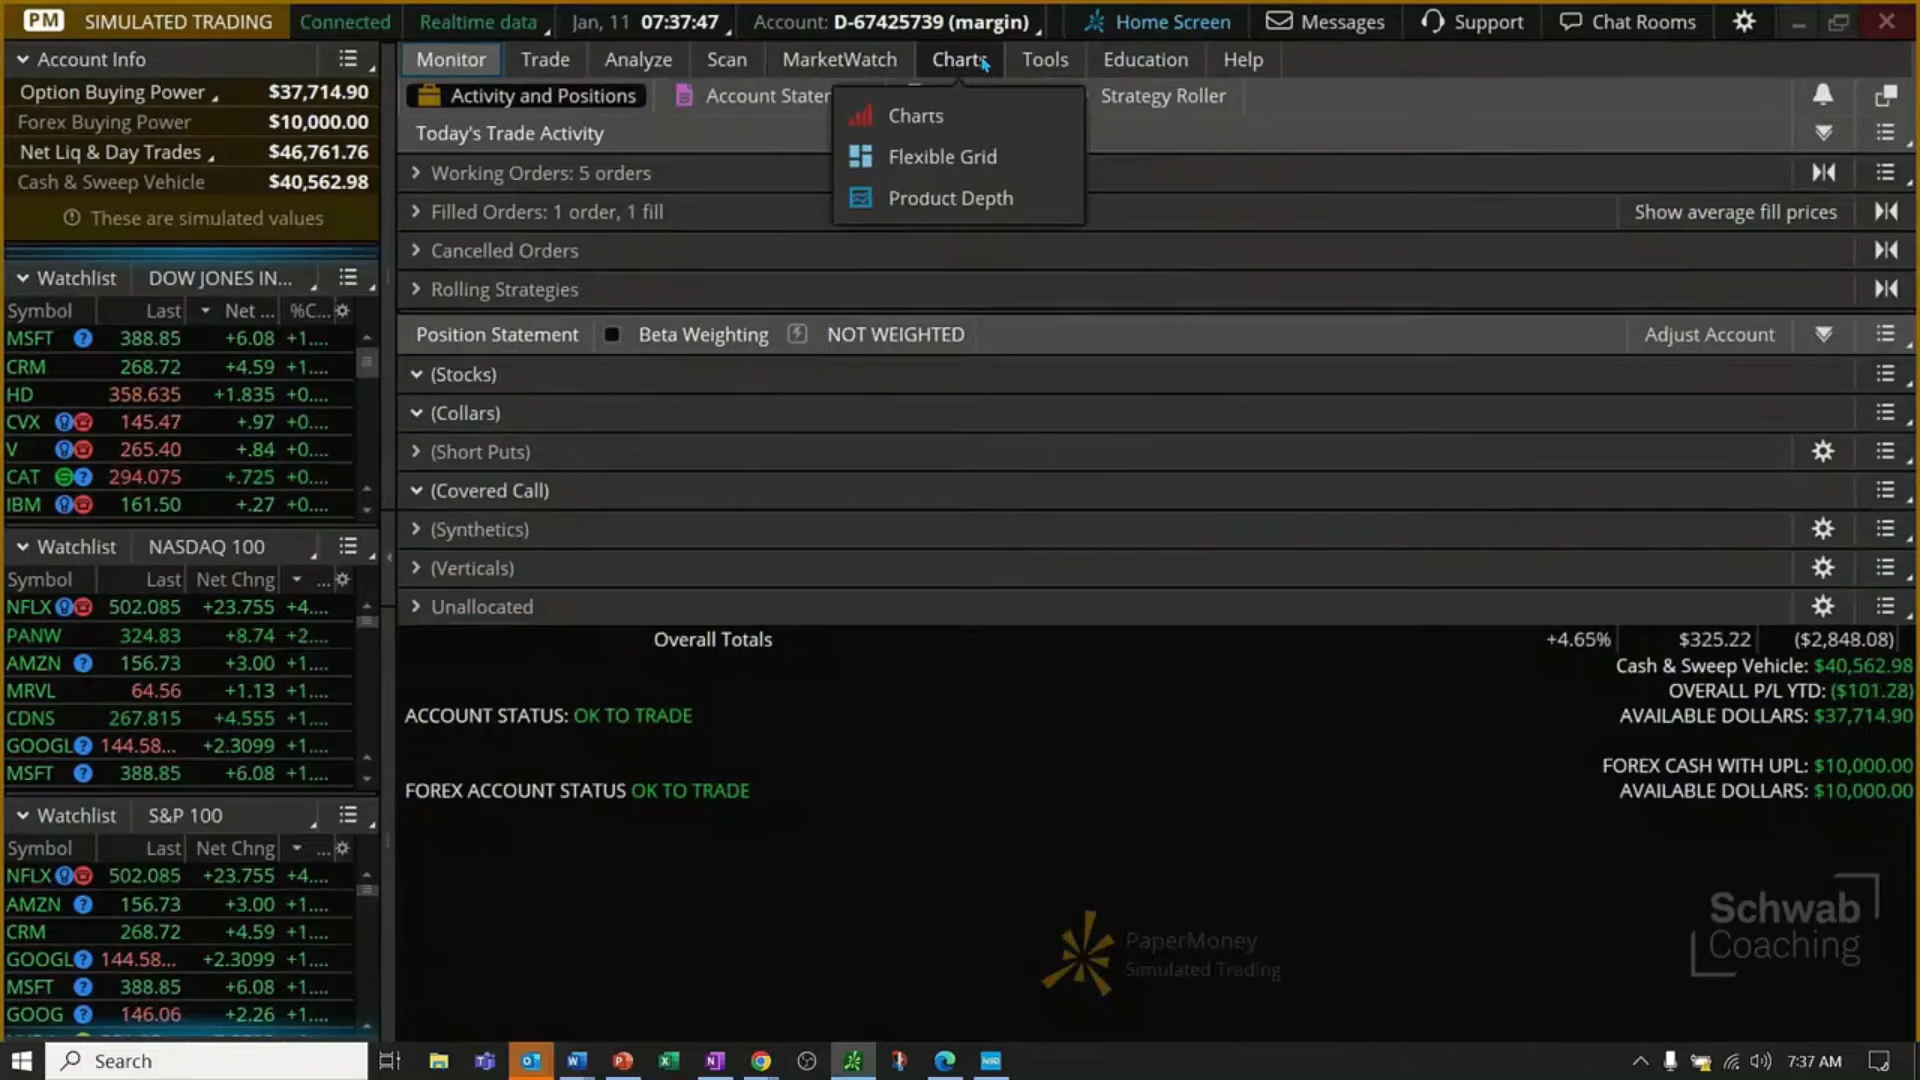 PM SIMULATED TRADING Connected Realtime data Jan, 11 07:37:47 Account: D-67425739 (margin) Home Screen Messages Support Chat Rooms
Account Info
Option Buying Power $37,714.90
Forex Buying Power $10,000.00
Net Liq & Day Trades $46,761.76
Cash & Sweep Vehicle $40,562.98
These are simulated values
Watchlist DOW JONES IN...
Symbol Last Net ... %C...
MSFT 388.85 +6.08 +1....
CRM 268.72 +4.59 +1....
HD 358.635 +1.835 +0....
CVX 145.47 +.97 +0....
V 265.40 +.84 +0....
CAT 294.075 +.725 +0....
IBM 161.50 +.27 +0....
Watchlist NASDAQ 100
Symbol Last Net Chng ...
NFLX 502.085 +23.755 +4....
PANW 324.83 +8.74 +2....
AMZN 156.73 +3.00 +1....
MRVL 64.56 +1.13 +1....
CDNS 267.815 +4.555 +1....
GOOGL 144.58... +2.3099 +1....
MSFT 388.85 +6.08 +1....
Watchlist S&P 100
Symbol Last Net Chng ...
NFLX 502.085 +23.755 +4....
AMZN 156.73 +3.00 +1....
CRM 268.72 +4.59 +1....
GOOGL 144.58... +2.3099 +1....
MSFT 388.85 +6.08 +1....
GOOG 146.06 +2.26 +1....
Monitor Trade Analyze Scan MarketWatch Charts Tools Education Help
Activity and Positions Account Stater Strategy Roller
Charts
Flexible Grid
Product Depth
Today's Trade Activity
Working Orders: 5 orders
Filled Orders: 1 order, 1 fill Show average fill prices
Cancelled Orders
Rolling Strategies
Position Statement Beta Weighting NOT WEIGHTED Adjust Account
(Stocks)
(Collars)
(Short Puts)
(Covered Call)
(Synthetics)
(Verticals)
Unallocated
Overall Totals +4.65% $325.22 ($2,848.08)
Cash & Sweep Vehicle: $40,562.98
OVERALL P/L YTD: ($101.28)
ACCOUNT STATUS: OK TO TRADE AVAILABLE DOLLARS: $37,714.90
FOREX CASH WITH UPL: $10,000.00
FOREX ACCOUNT STATUS OK TO TRADE AVAILABLE DOLLARS: $10,000.00
PaperMoney
Simulated Trading
Schwab
Coaching
Search 7:37 AM